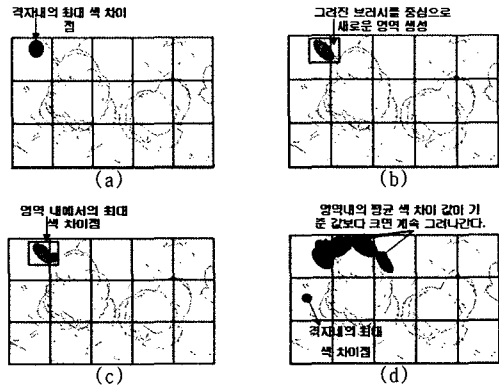 격자내의 최대 색 차이
점
그려진 브러시를 중심으로
새로운 영역 생성
(a)
(b)
영역 내에서의 최대
색 차이점
영역내의 평균 색 차이 값이 기
준 값보다 크면 계속 그려나간다.
격자내의 최대
색 차이점
(c)
(d)